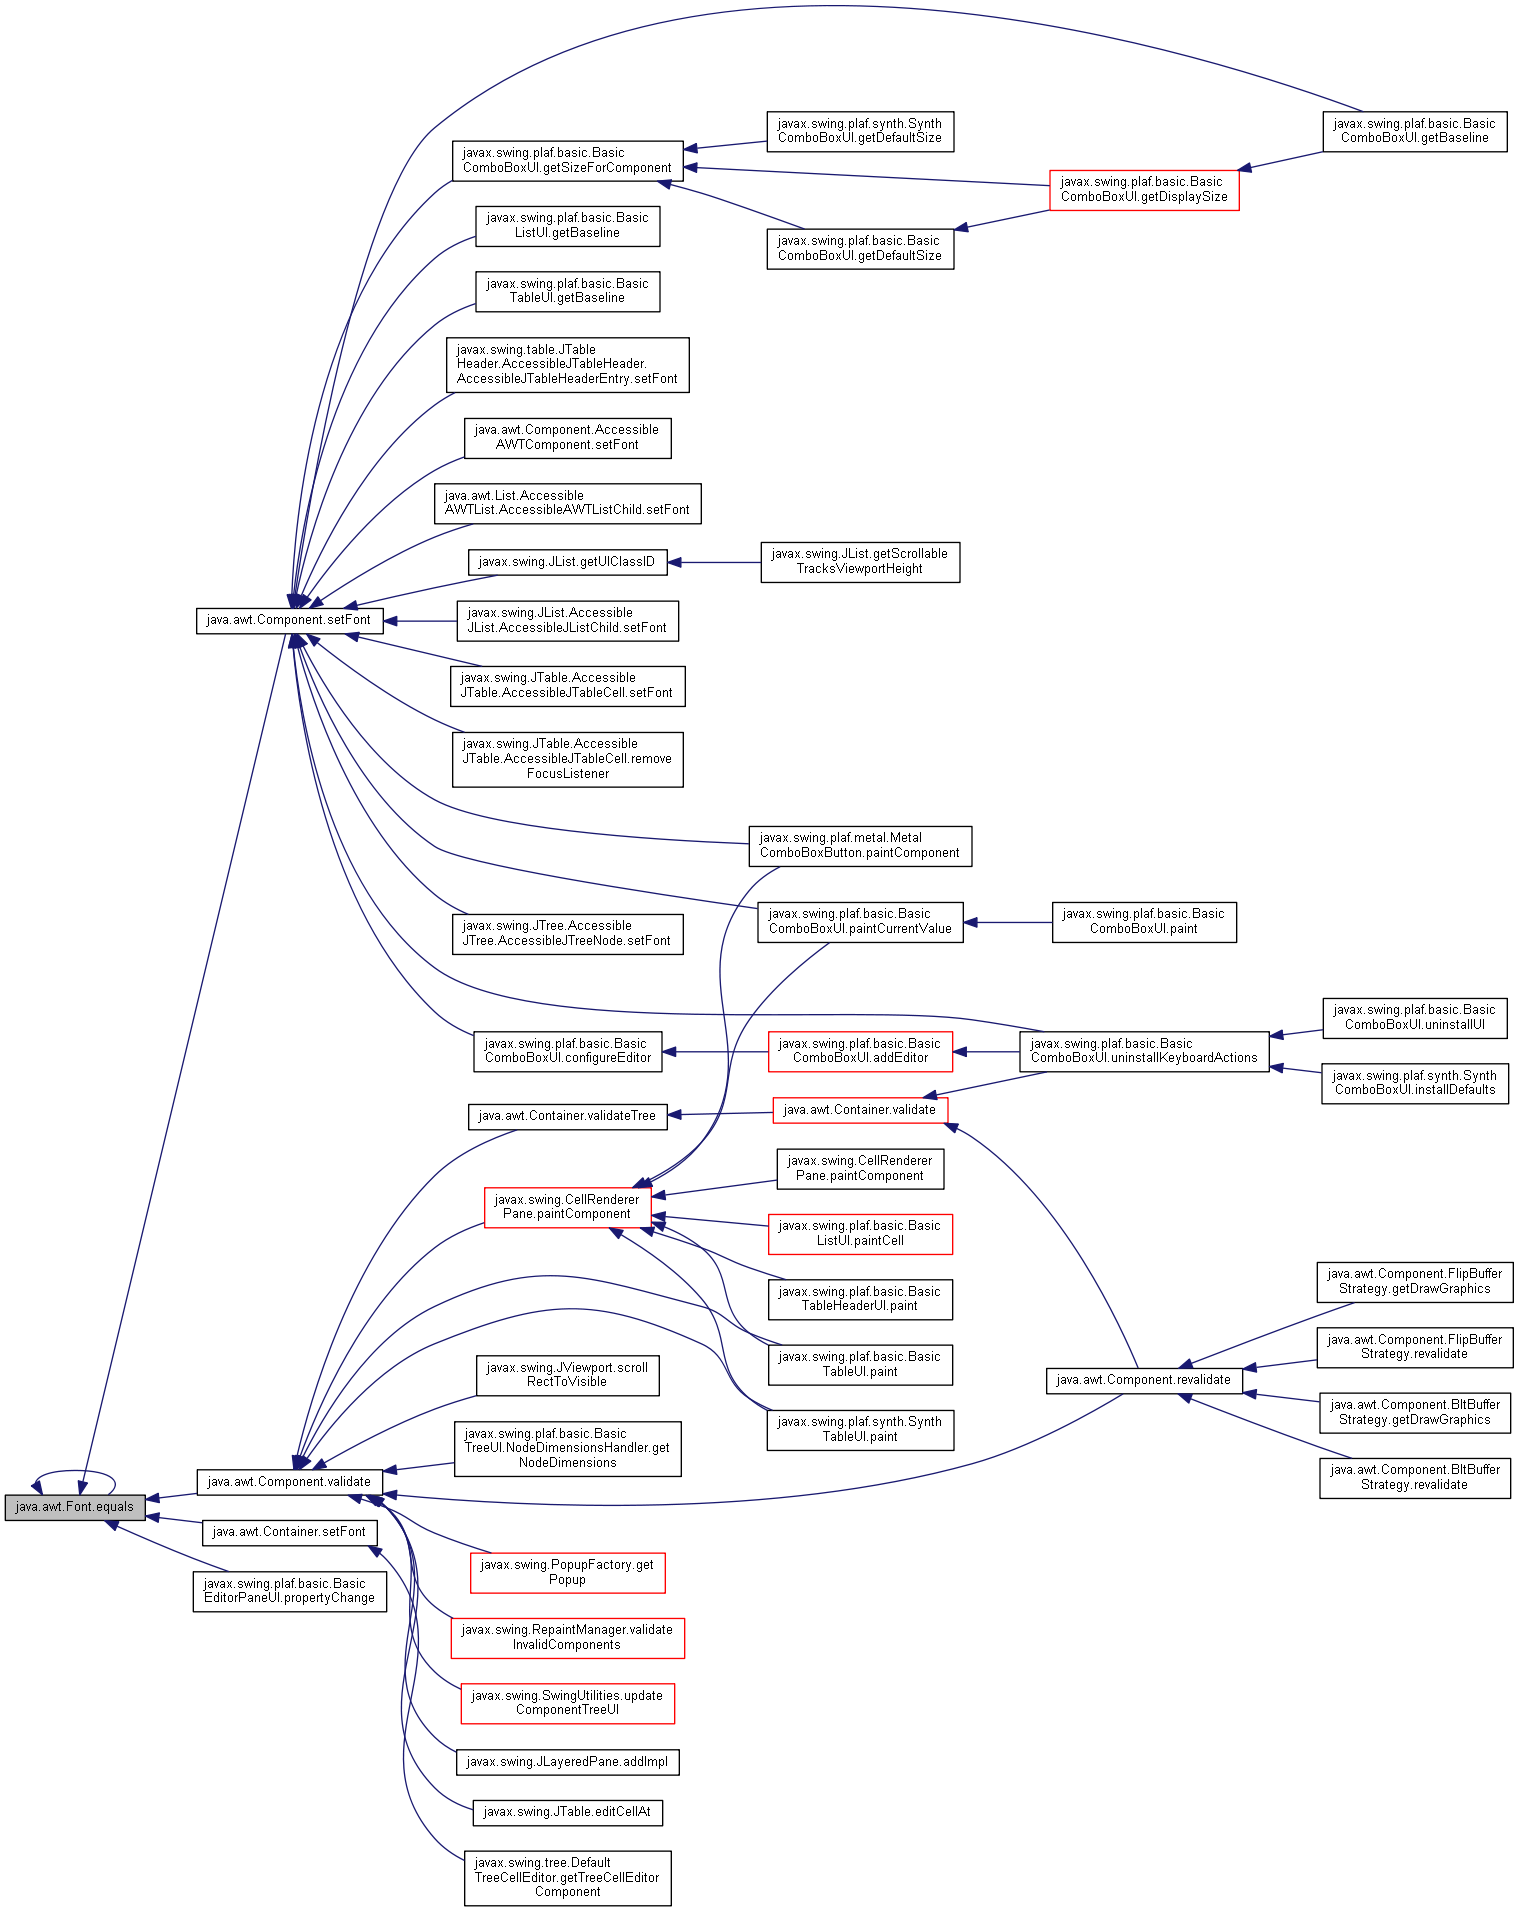 javax.swing.plaf.basic.Basic
ComboBoxUI.getBaseline
javax.swing.plaf.synth.Synth
ComboBoxUI.getDefaultSize
javax.swing.plaf.basic.Basic
ComboBoxUI.getSizeForComponent
javax.swing.plaf.basic.Basic
ComboBoxUI.getDisplaySize
javax.swing.plaf.basic.Basic
ListUI.getBaseline
javax.swing.plaf.basic.Basic
ComboBoxUI.getDefaultSize
javax.swing.plaf.basic.Basic
TableUI.getBaseline
javax.swing.table.JTable
Header.AccessibleJTableHeader.
AccessibleJTableHeaderEntry.setFont
java.awt.Component.Accessible
AWTComponent.setFont
java.awt.List.Accessible
AWTList.AccessibleAWTListChild.setFont
javax.swing.JList.getUIClassID
javax.swing.JList.getScrollable
TracksViewportHeight
java.awt.Component.setFont
javax.swing.JList.Accessible
JList.AccessibleJListChild.setFont
javax.swing.JTable.Accessible
JTable.AccessibleJTableCell.setFont
javax.swing.JTable.Accessible
JTable.AccessibleJTableCell.remove
FocusListener
javax.swing.plaf.metal.Metal
ComboBoxButton.paintComponent
javax.swing.plaf.basic.Basic
ComboBoxUI.paintCurrentValue
javax.swing.plaf.basic.Basic
ComboBoxUI.paint
javax.swing.JTree.Accessible
JTree.AccessibleJTreeNode.setFont
javax.swing.plaf.basic.Basic
ComboBoxUI.uninstallUI
javax.swing.plaf.basic.Basic
ComboBoxUI.configureEditor
javax.swing.plaf.basic.Basic
ComboBoxUI.addEditor
javax.swing.plaf.basic.Basic
ComboBoxUI.uninstallKeyboardActions
javax.swing.plaf.synth.Synth
ComboBoxUI.installDefaults
java.awt.Container.validateTree
java.awt.Container.validate
javax.swing.CellRenderer
Pane.paintComponent
javax.swing.CellRenderer
Pane.paintComponent
javax.swing.plaf.basic.Basic
ListUI.paintCell
javax.swing.plaf.basic.Basic
TableHeaderUI.paint
java.awt.Component.FlipBuffer
Strategy.getDrawGraphics
javax.swing.plaf.basic.Basic
TableUI.paint
java.awt.Component.FlipBuffer
Strategy.revalidate
javax.swing.JViewport.scroll
RectToVisible
java.awt.Component.revalidate
java.awt.Component.BltBuffer
Strategy.getDrawGraphics
javax.swing.plaf.synth.Synth
TableUI.paint
javax.swing.plaf.basic.Basic
TreeUI.NodeDimensionsHandler.get
NodeDimensions
java.awt.Component.BltBuffer
Strategy.revalidate
java.awt.Component.validate
java.awt.Font.equals
java.awt.Container.setFont
javax.swing.PopupFactory.get
Popup
javax.swing.plaf.basic.Basic
EditorPaneUI.propertyChange
javax.swing.RepaintManager.validate
InvalidComponents
javax.swing.SwingUtilities.update
ComponentTreeUI
javax.swing.JLayeredPane.addImpl
javax.swing.JTable.editCellAt
javax.swing.tree.Default
TreeCellEditor.getTreeCellEditor
Component